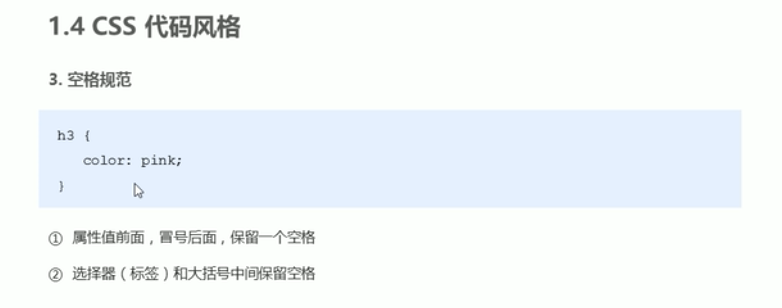 1.4 CSS 代码风格
3. 空格规范
h3 {
color: pink;
}
① 属性值前面，冒号后面，保留一个空格
② 选择器（标签）和大括号中间保留空格